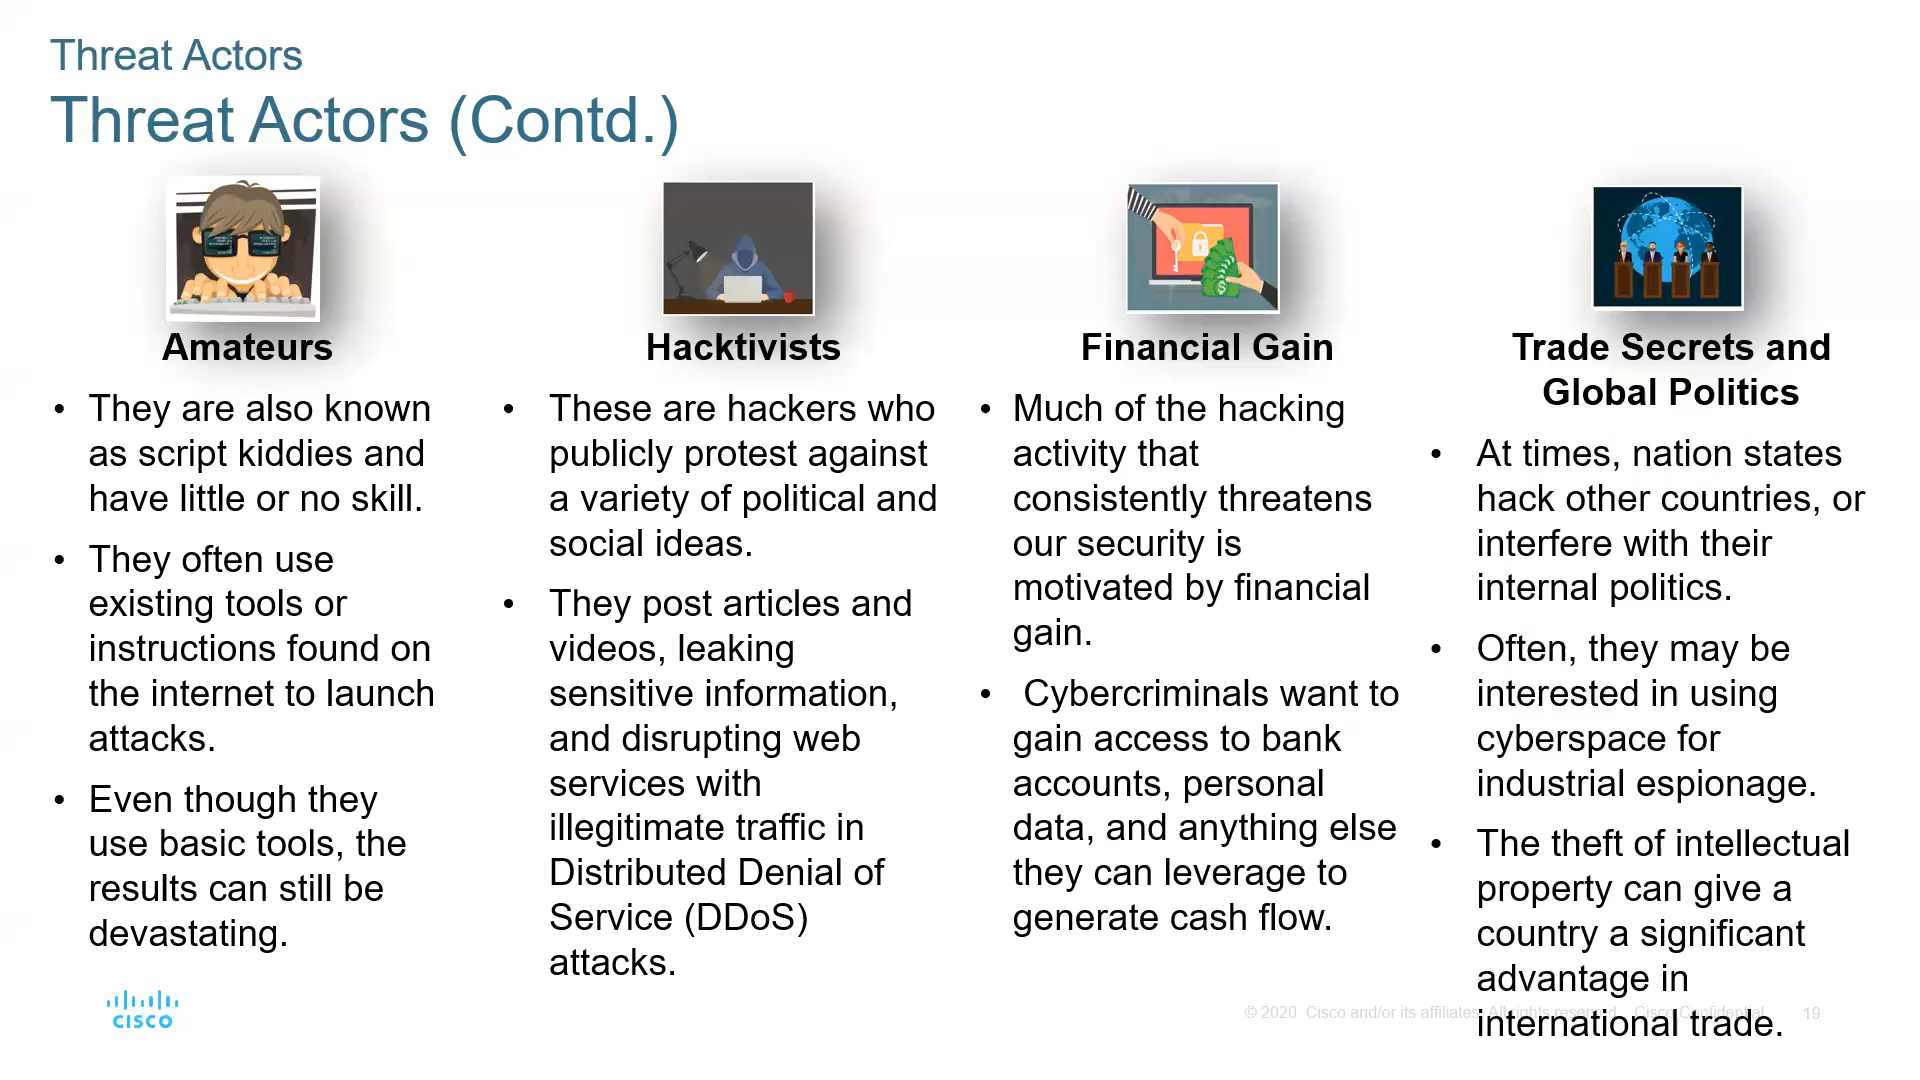 Threat Actors
Threat Actors (Contd.)
Amateurs
• They are also known
as script kiddies and
have little or no skill.
• They often use
existing tools or
instructions found on
the internet to launch
attacks.
• Even though they
use basic tools, the
results can still be
devastating.
Hacktivists
• These are hackers who
publicly protest against
a variety of political and
social ideas.
• They post articles and
videos, leaking
sensitive information,
and disrupting web
services with
illegitimate traffic in
Distributed Denial of
Service (DDoS)
attacks.
Financial Gain
• Much of the hacking
activity that
consistently threatens
our security is
motivated by financial
gain.
• Cybercriminals want to
gain access to bank
accounts, personal
data, and anything else
they can leverage to
generate cash flow.
Trade Secrets and
Global Politics
• At times, nation states
hack other countries, or
interfere with their
internal politics.
• Often, they may be
interested in using
cyberspace for
industrial espionage.
• The theft of intellectual
property can give a
country a significant
advantage in
international trade.
CISCO
© 2020 Cisco and/or its affiliates. All rights reserved. Cisco Confidential
19